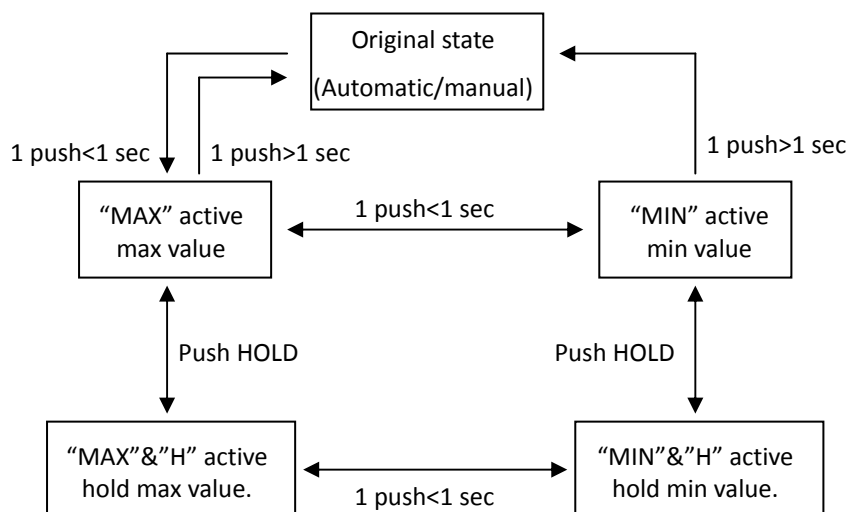 Original state
(Automatic/manual)
1 push<1 sec
1 push>1 sec
1 push>1 sec
“MAX” active
max value
1 push<1 sec
“MIN” active
min value
Push HOLD
Push HOLD
“MAX”&”H” active
hold max value.
1 push<1 sec
“MIN”&”H” active
hold min value.